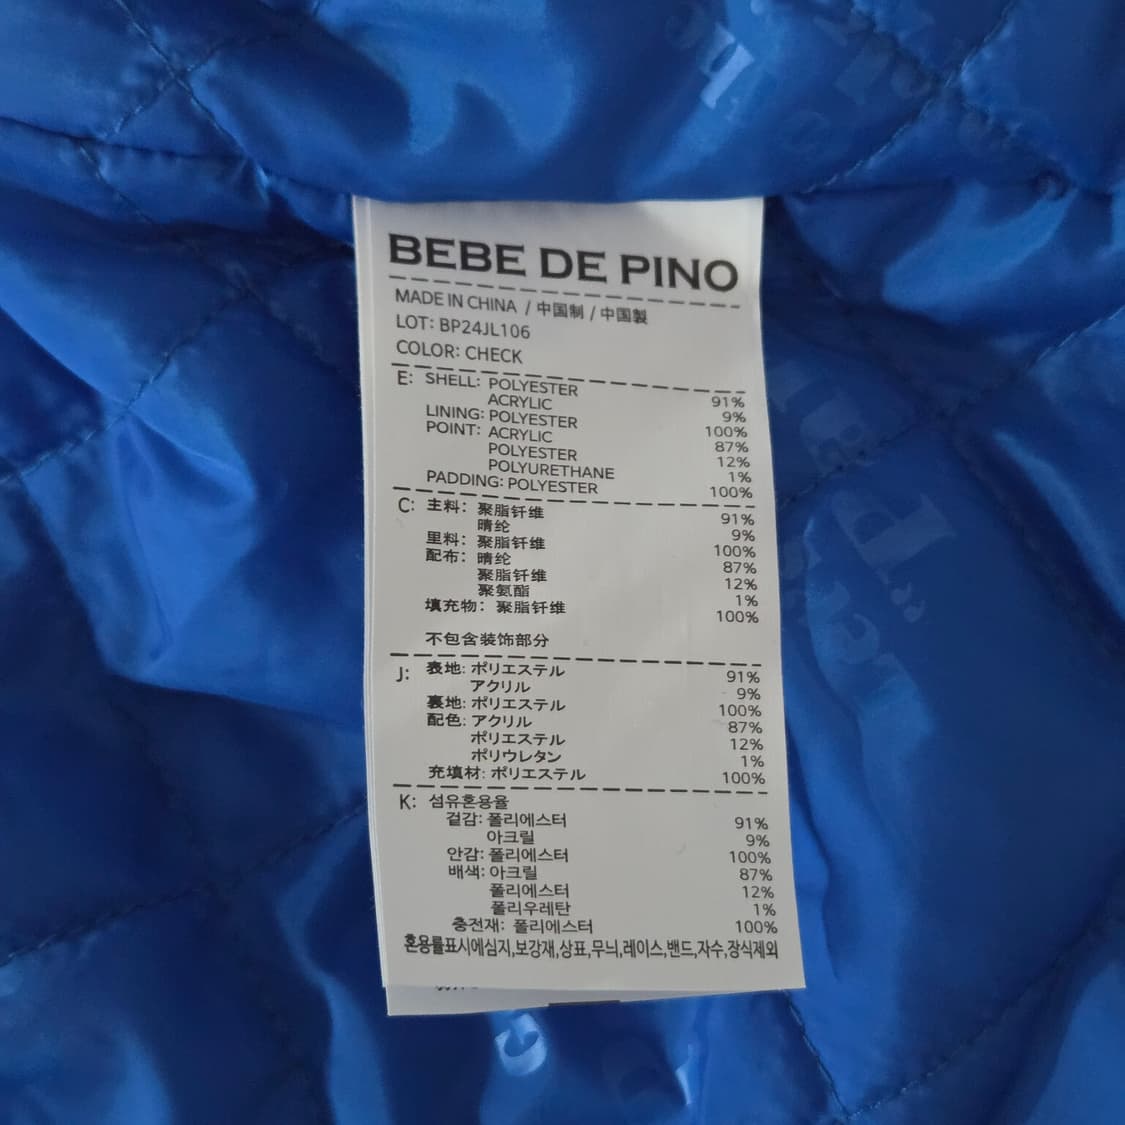 BEBE DE PINO
MADE IN CHINA / 中国制 / 中国製
LOT: BP24JL106
COLOR: CHECK
E: SHELL: POLYESTER 91%
ACRYLIC 9%
LINING: POLYESTER 100%
POINT: ACRYLIC 87%
POLYESTER 12%
POLYURETHANE 1%
PADDING: POLYESTER 100%
C: 主料: 聚脂钎维 91%
晴纶 9%
里料: 聚脂钎维 100%
配布: 晴纶 87%
聚脂钎维 12%
聚氨酯 1%
填充物: 聚脂钎维 100%
不包含装饰部分
J: 表地: ポリエステル 91%
アクリル 9%
裏地: ポリエステル 100%
配色: アクリル 87%
ポリエステル 12%
ポリウレタン 1%
充填材: ポリエステル 100%
K: 섬유혼용율
겉감: 폴리에스터 91%
아크릴 9%
안감: 폴리에스터 100%
배색: 아크릴 87%
폴리에스터 12%
폴리우레탄 1%
충전재: 폴리에스터 100%
혼용률표시에심지,보강재,상표,무늬,레이스,밴드,자수,장식제외